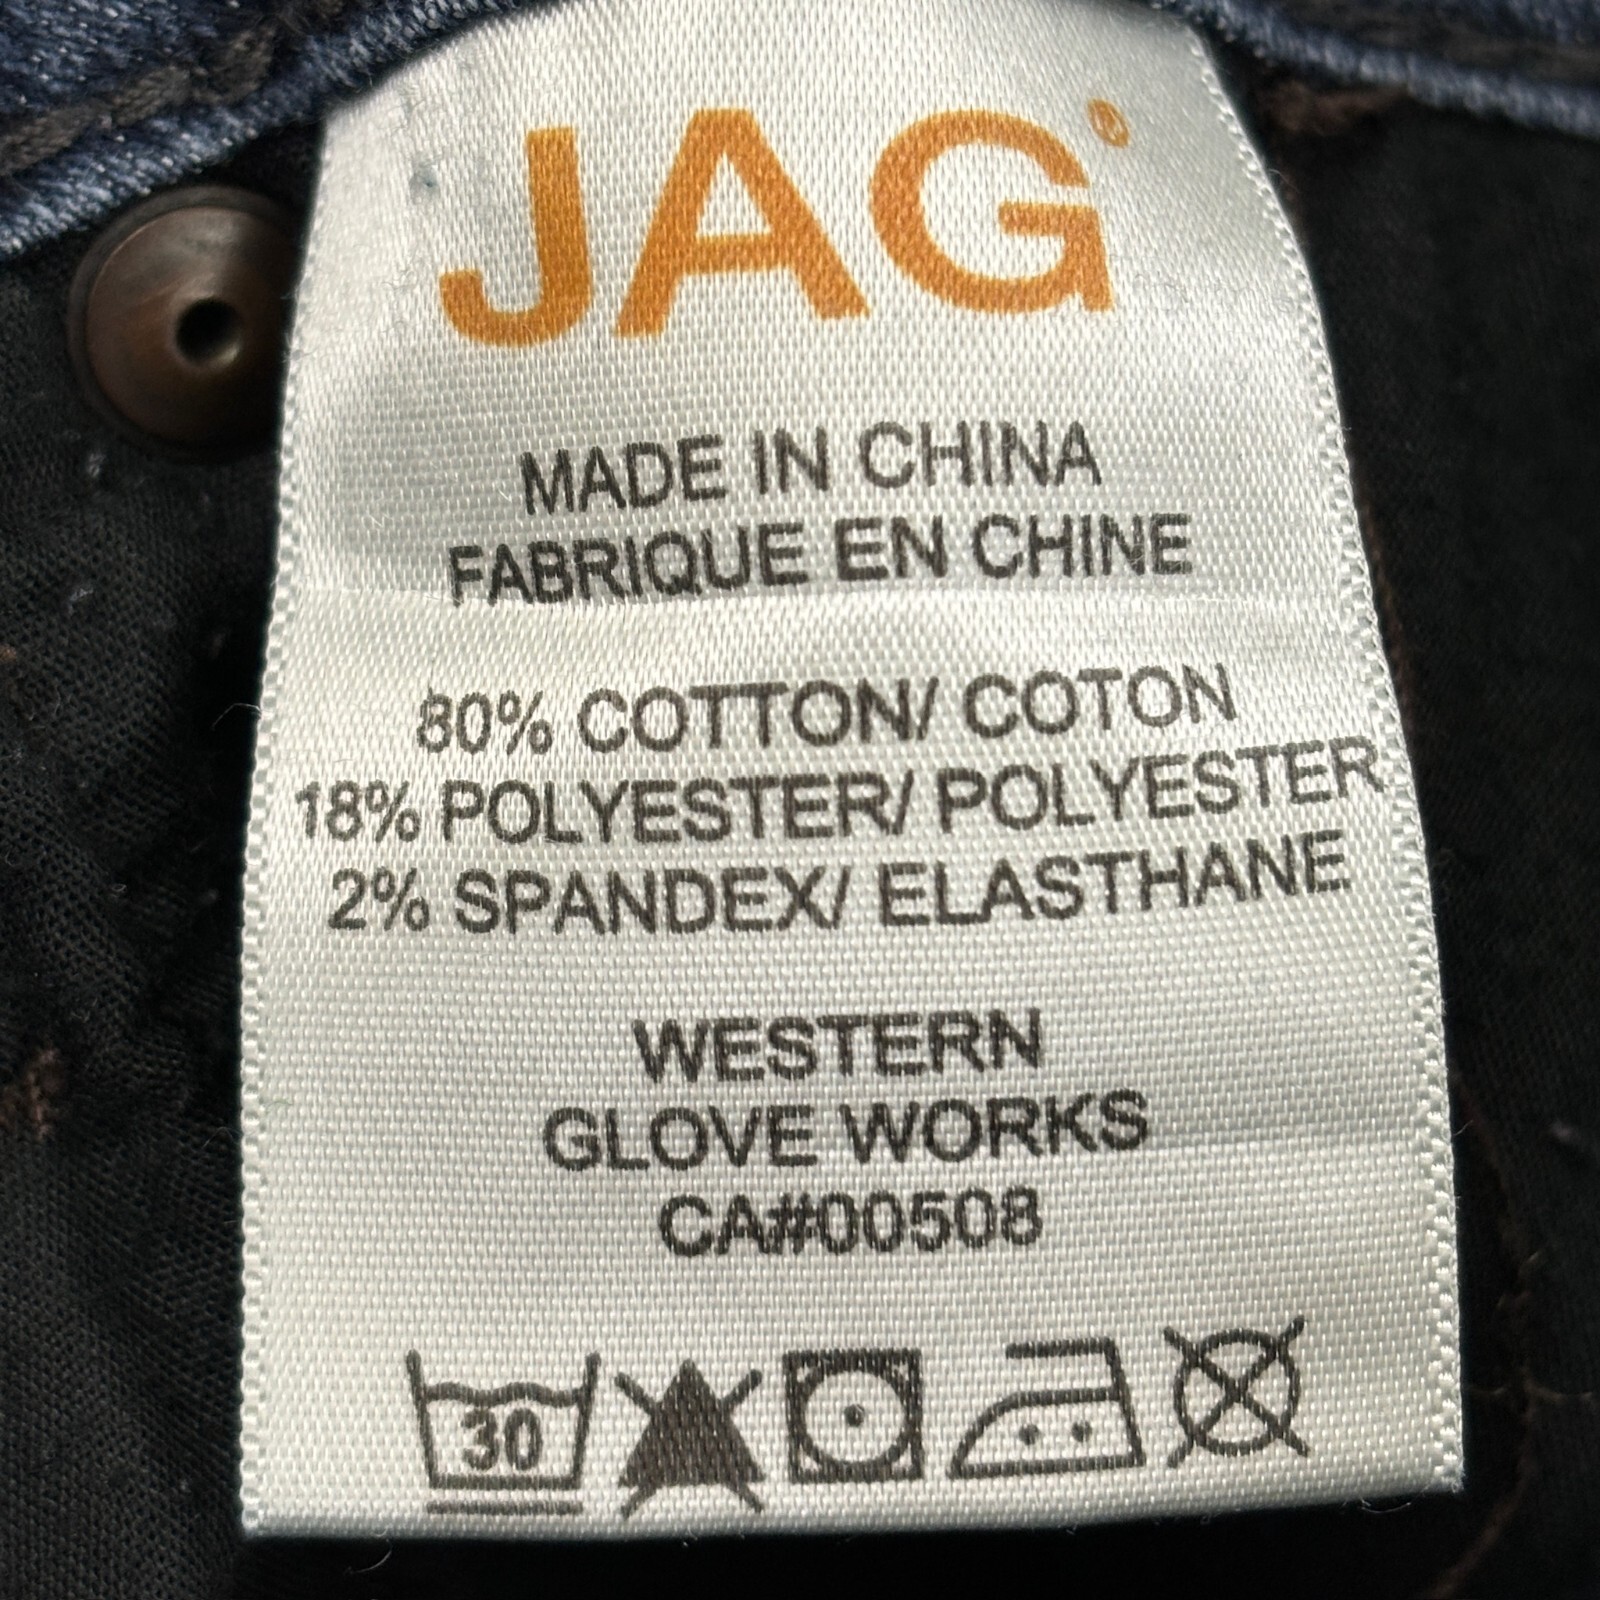 JAG®
MADE IN CHINA
FABRIQUE EN CHINE
80% COTTON/ COTON
18% POLYESTER/ POLYESTER
2% SPANDEX/ ELASTHANE
WESTERN
GLOVE WORKS
CA#00508
30